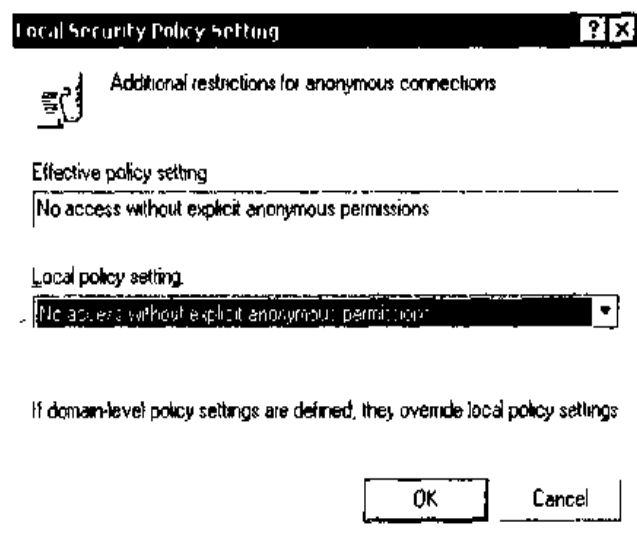 Local Security Policy Setting
Additional restrictions for anonymous connections
Effective policy setting
No access without explicit anonymous permissions
Local policy setting
No access without explicit anonymous permissions
If domain-level policy settings are defined, they override local policy settings
OK
Cancel